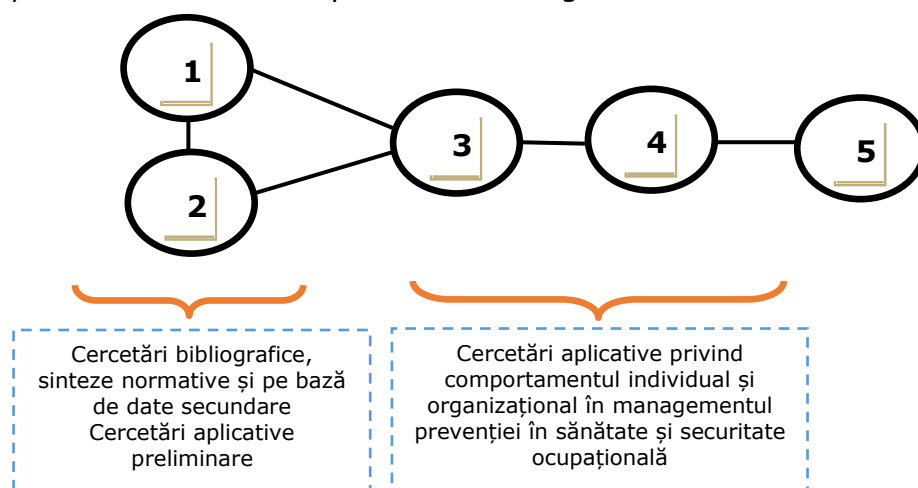 1
2
3
4
5
Cercetări bibliografice,
sinteze normative și pe bază
de date secundare
Cercetări aplicative
preliminare
Cercetări aplicative privind
comportamentul individual și
organizațional în managementul
prevenției în sănătate și securitate
ocupațională